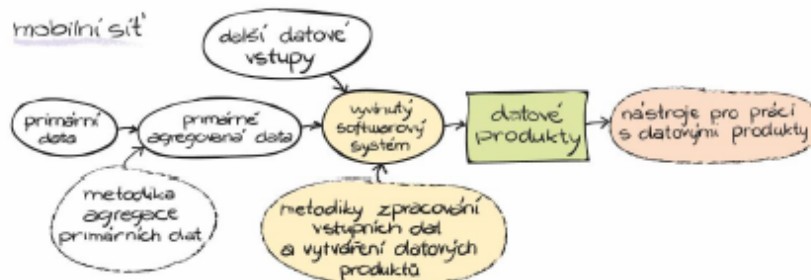 mobilní síť
další datové
vstupy
primární
data
primárně
agregovaná data
vyvinutý
softwarový
systém
datové
produkty
nástroje pro práci
s datovými produkty
metodika
agregace
primárních dat
metodiky zpracování
vstupních dat
a vytváření datových
produktů